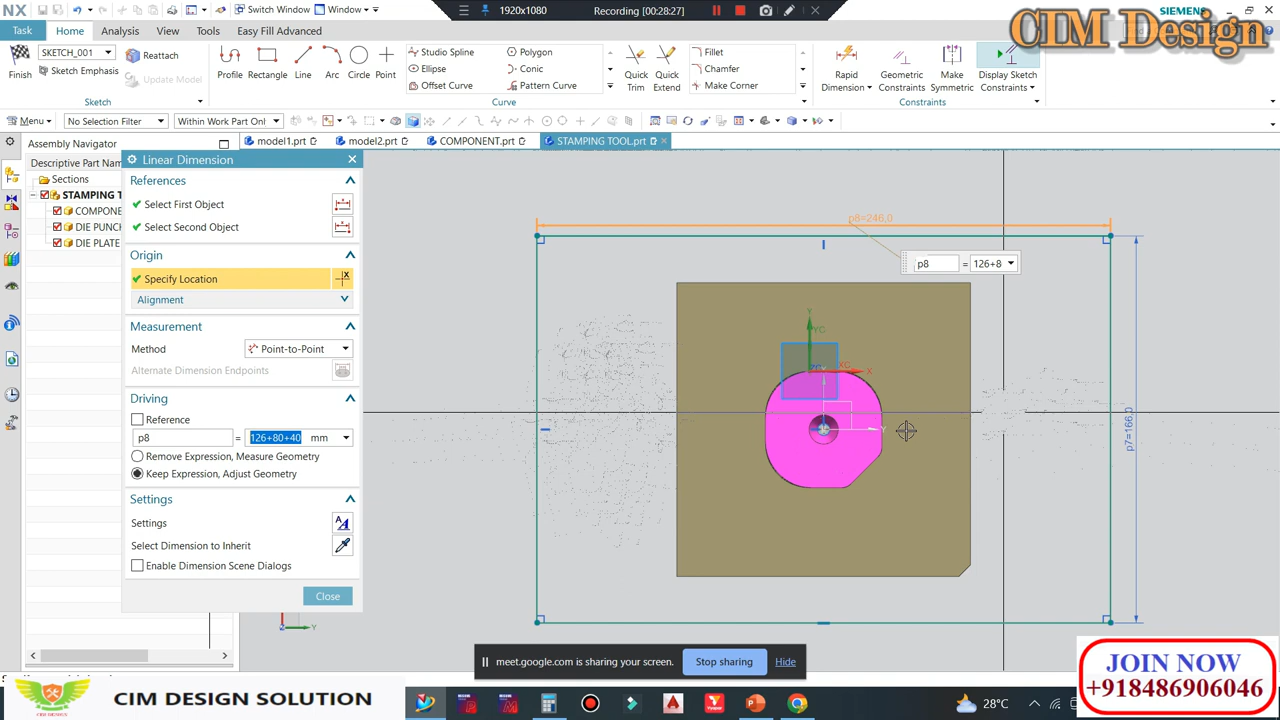 NX
Switch Window
Window
1920x1080
Recording [00:28:27]
SIEMENS
CIM Design
Task
Home
Analysis
View
Tools
Easy Fill Advanced
SKETCH_001
Reattach
Update Model
Finish
Sketch Emphasis
Sketch
Profile
Rectangle
Line
Arc
Circle
Point
Studio Spline
Ellipse
Offset Curve
Polygon
Conic
Pattern Curve
Curve
Quick Trim
Quick Extend
Fillet
Chamfer
Make Corner
Rapid Dimension
Geometric Constraints
Make Symmetric
Display Sketch Constraints
Constraints
Menu
No Selection Filter
Within Work Part Onl
Assembly Navigator
model1.prt
model2.prt
COMPONENT.prt
STAMPING TOOL.prt
Descriptive Part Nam
Sections
STAMPING T
COMPONE
DIE PUNCH
DIE PLATE
Linear Dimension
References
Select First Object
Select Second Object
Origin
Specify Location
Alignment
Measurement
Method
Point-to-Point
Alternate Dimension Endpoints
Driving
Reference
p8
=
126+80+40
mm
Remove Expression, Measure Geometry
Keep Expression, Adjust Geometry
Settings
Settings
Select Dimension to Inherit
Enable Dimension Scene Dialogs
Close
p8=246,0
p8 = 126+8
p7=166,0
Y
YC
XC
X
Y
Z
Y
meet.google.com is sharing your screen.
Stop sharing
Hide
JOIN NOW
+918486906046
CIM DESIGN SOLUTION
28°C